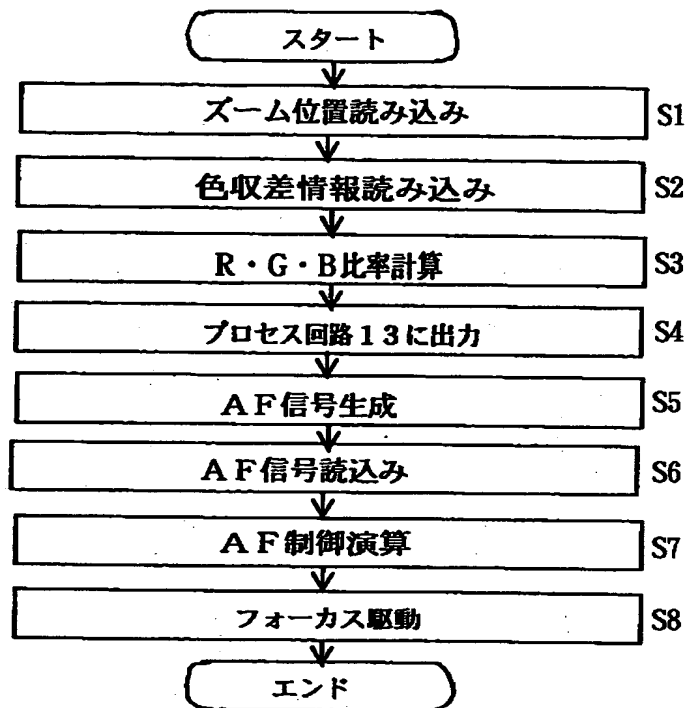 スタート
ズーム位置読み込み S1
色収差情報読み込み S2
R・G・B比率計算 S3
プロセス回路13に出力 S4
AF信号生成 S5
AF信号読込み S6
AF制御演算 S7
フォーカス駆動 S8
エンド